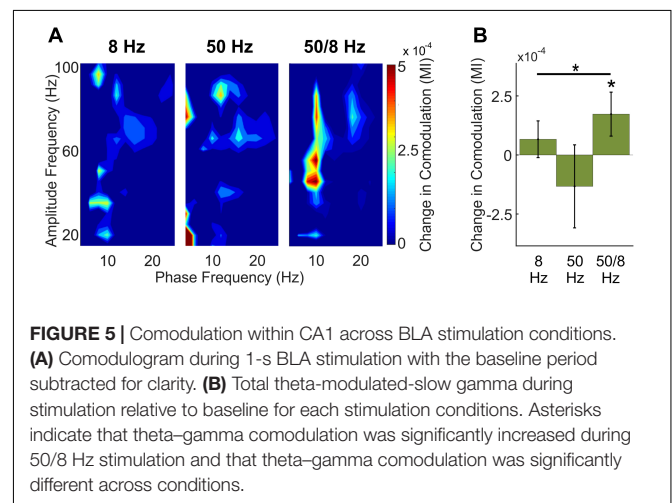 A
8 Hz
50 Hz
50/8 Hz
x 10⁻⁴
100
60
20
Amplitude Frequency (Hz)
10
20
10
20
10
20
Phase Frequency (Hz)
5
2.5
0
Change in Comodulation (MI)
B
x10⁻⁴
*
*
2.5
0
-2.5
Change in Comodulation (MI)
8 50 50/8
Hz Hz Hz
FIGURE 5 | Comodulation within CA1 across BLA stimulation conditions.
(A) Comodulogram during 1-s BLA stimulation with the baseline period
subtracted for clarity. (B) Total theta-modulated-slow gamma during
stimulation relative to baseline for each stimulation conditions. Asterisks
indicate that theta–gamma comodulation was significantly increased during
50/8 Hz stimulation and that theta–gamma comodulation was significantly
different across conditions.